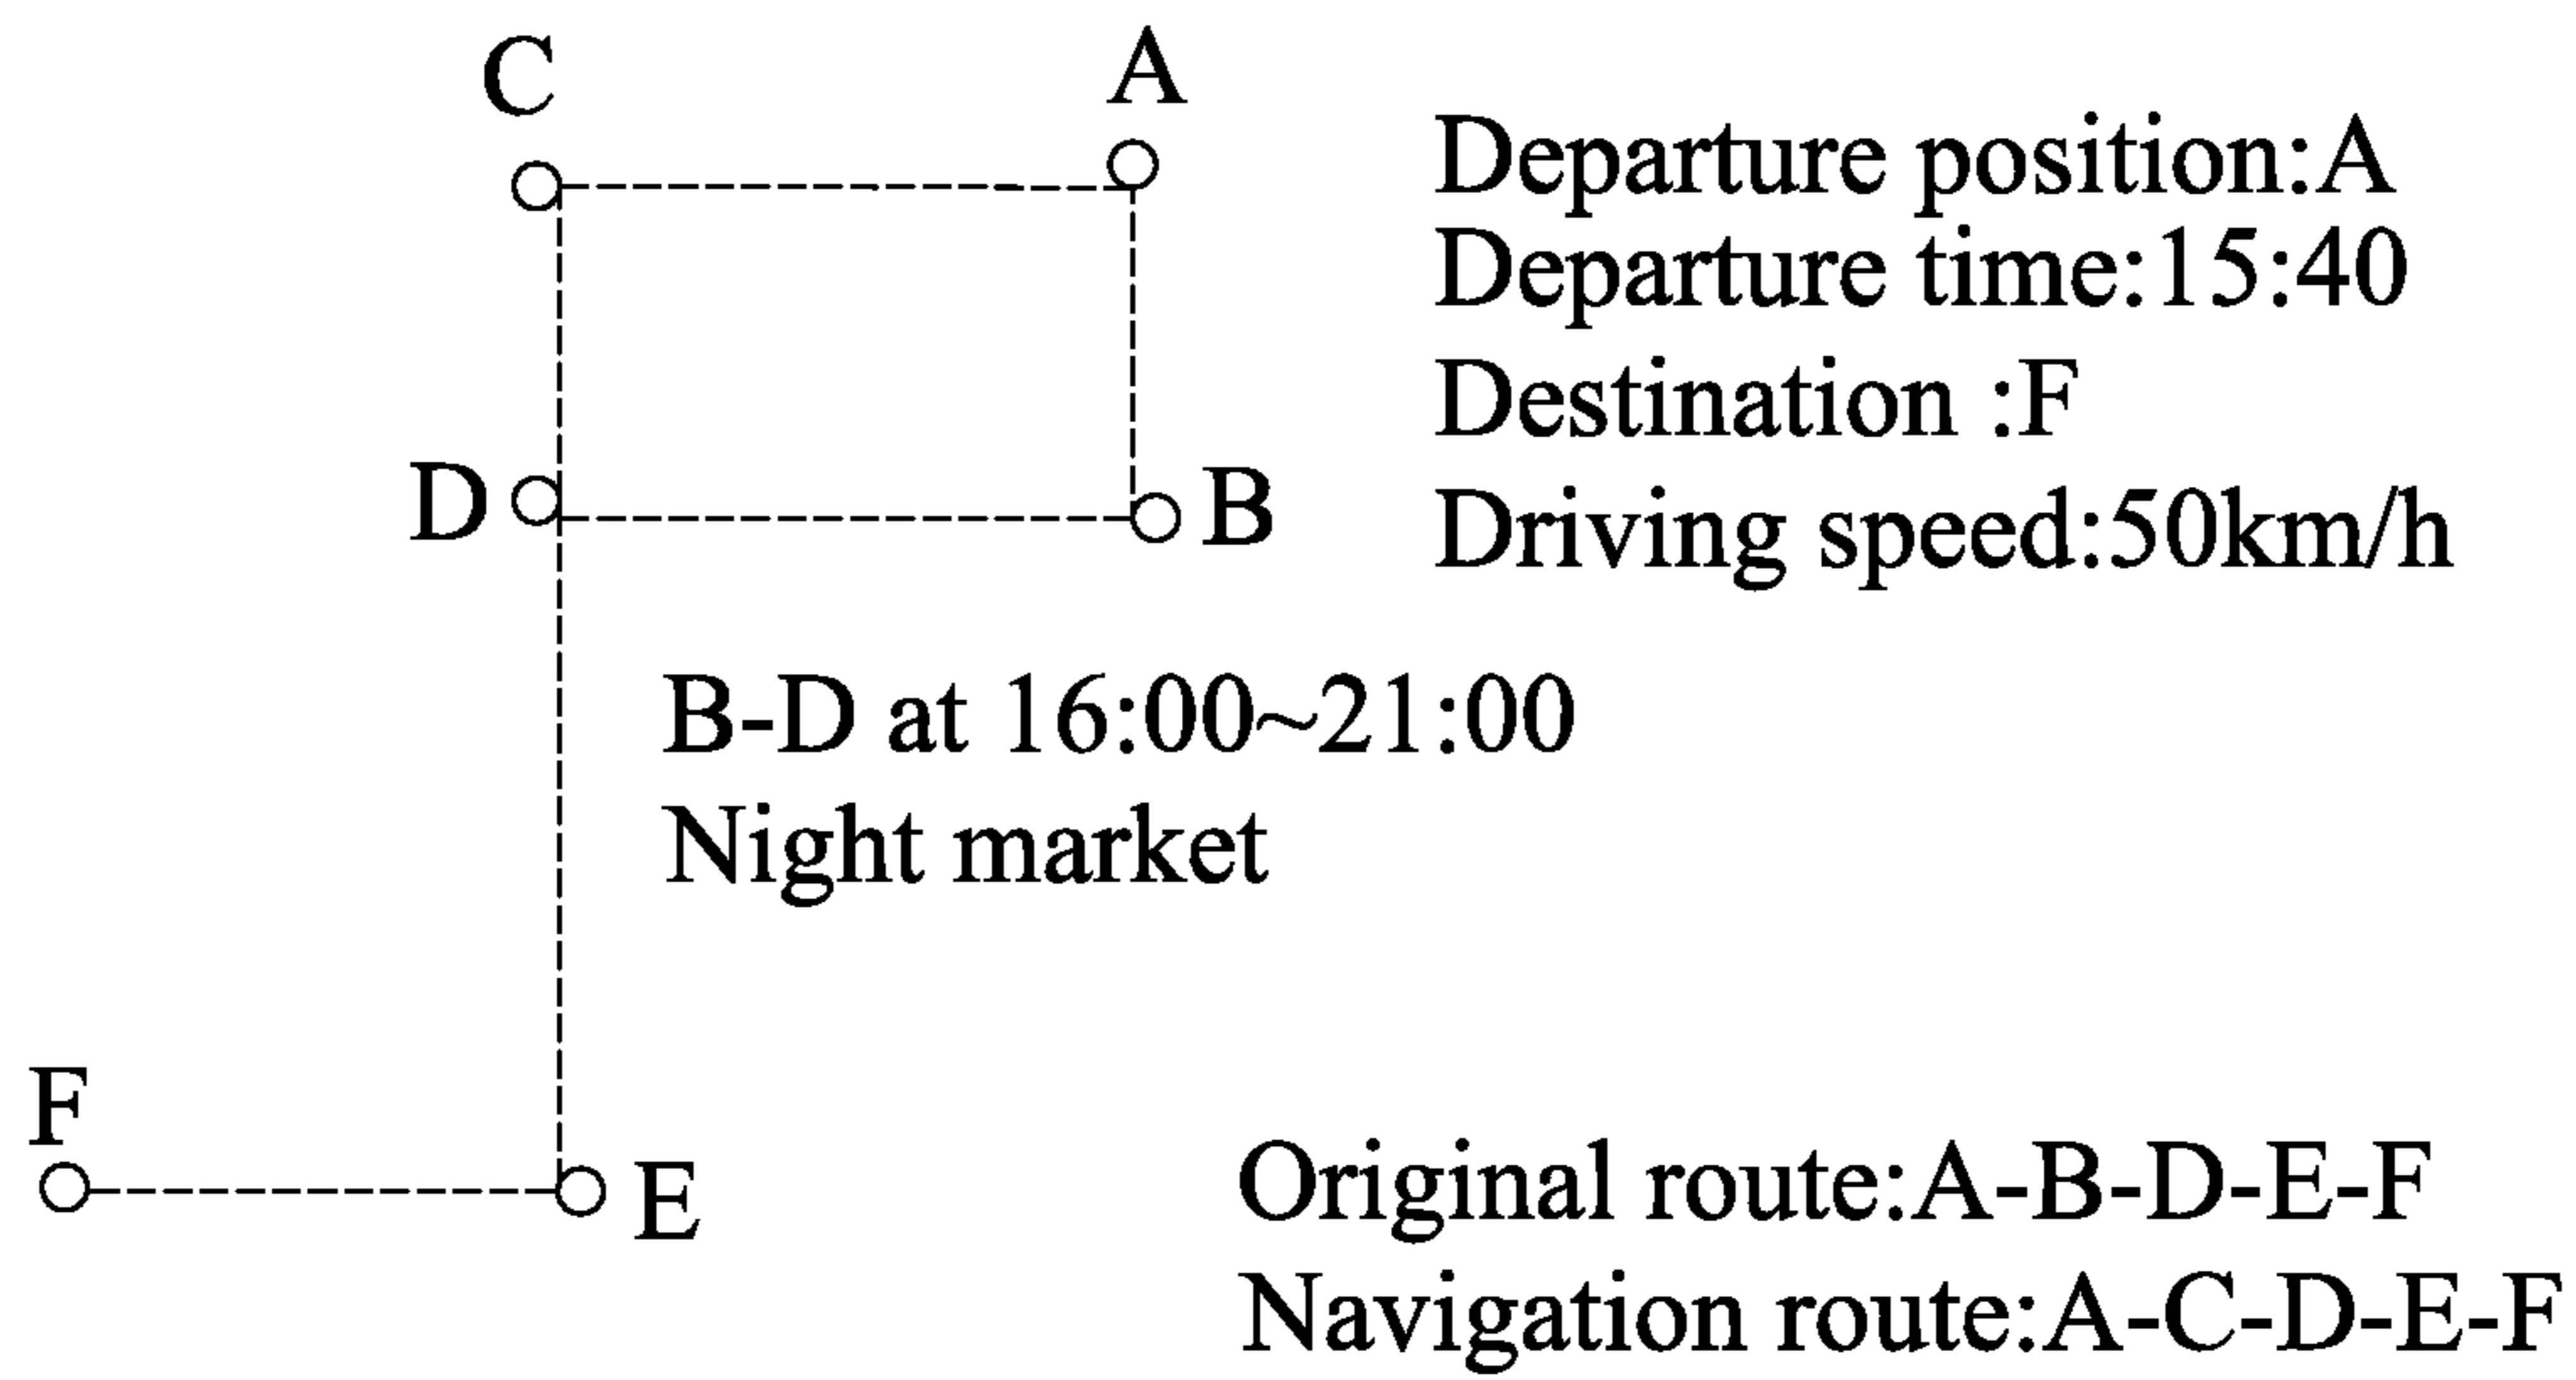 C
A
Departure position:A
Departure time:15:40
Destination :F
D
B
Driving speed:50km/h
B-D at 16:00~21:00
Night market
F
E
Original route:A-B-D-E-F
Navigation route:A-C-D-E-F